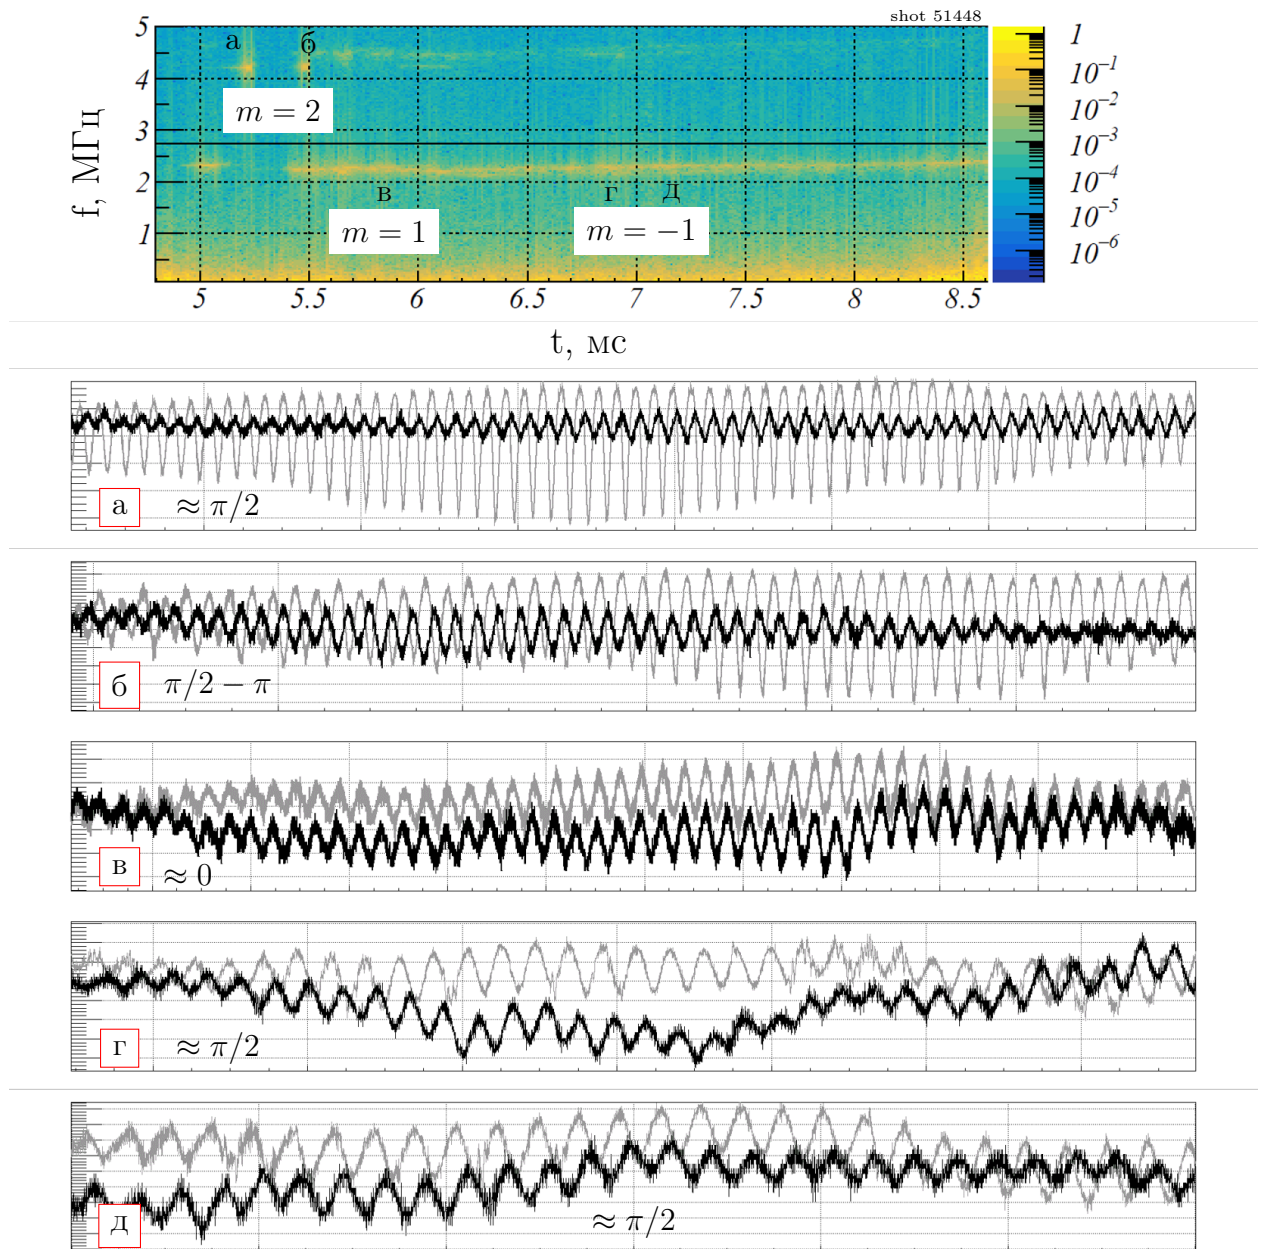 shot 51448
5
4
3
2
1
f, МГц
а
б
m = 2
в
г
д
m = 1
m = −1
1
10⁻¹
10⁻²
10⁻³
10⁻⁴
10⁻⁵
10⁻⁶
5 5.5 6 6.5 7 7.5 8 8.5
t, мс
а ≈ π/2
б π/2 − π
в ≈ 0
г ≈ π/2
д ≈ π/2